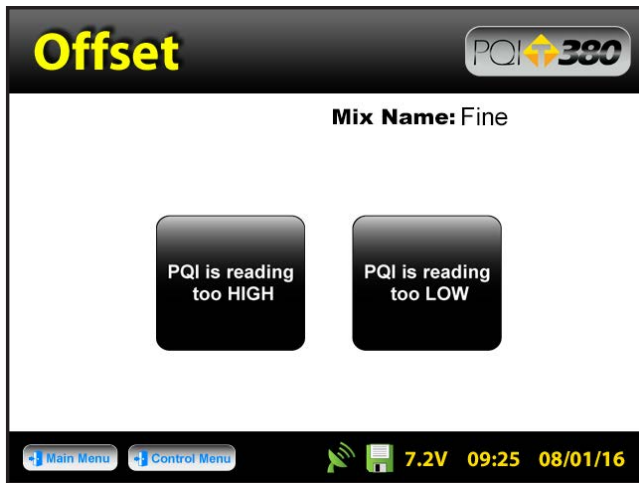 Offset
PQI T 380
Mix Name: Fine
PQI is reading
too HIGH
PQI is reading
too LOW
Main Menu
Control Menu
7.2V 09:25 08/01/16